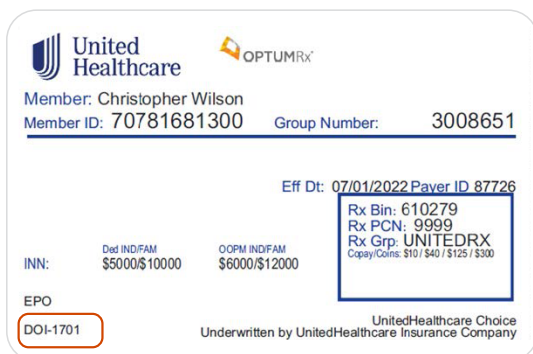 United
Healthcare
OPTUMRx
Member: Christopher Wilson
Member ID: 70781681300 Group Number: 3008651
Eff Dt: 07/01/2022 Payer ID 87726
Rx Bin: 610279
Rx PCN: 9999
Rx Grp: UNITEDRX
Copay/Coins: $10 / $40 / $125 / $300
Ded IND/FAM OOPM IND/FAM
INN: $5000/$10000 $6000/$12000
EPO
DOI-1701
UnitedHealthcare Choice
Underwritten by UnitedHealthcare Insurance Company